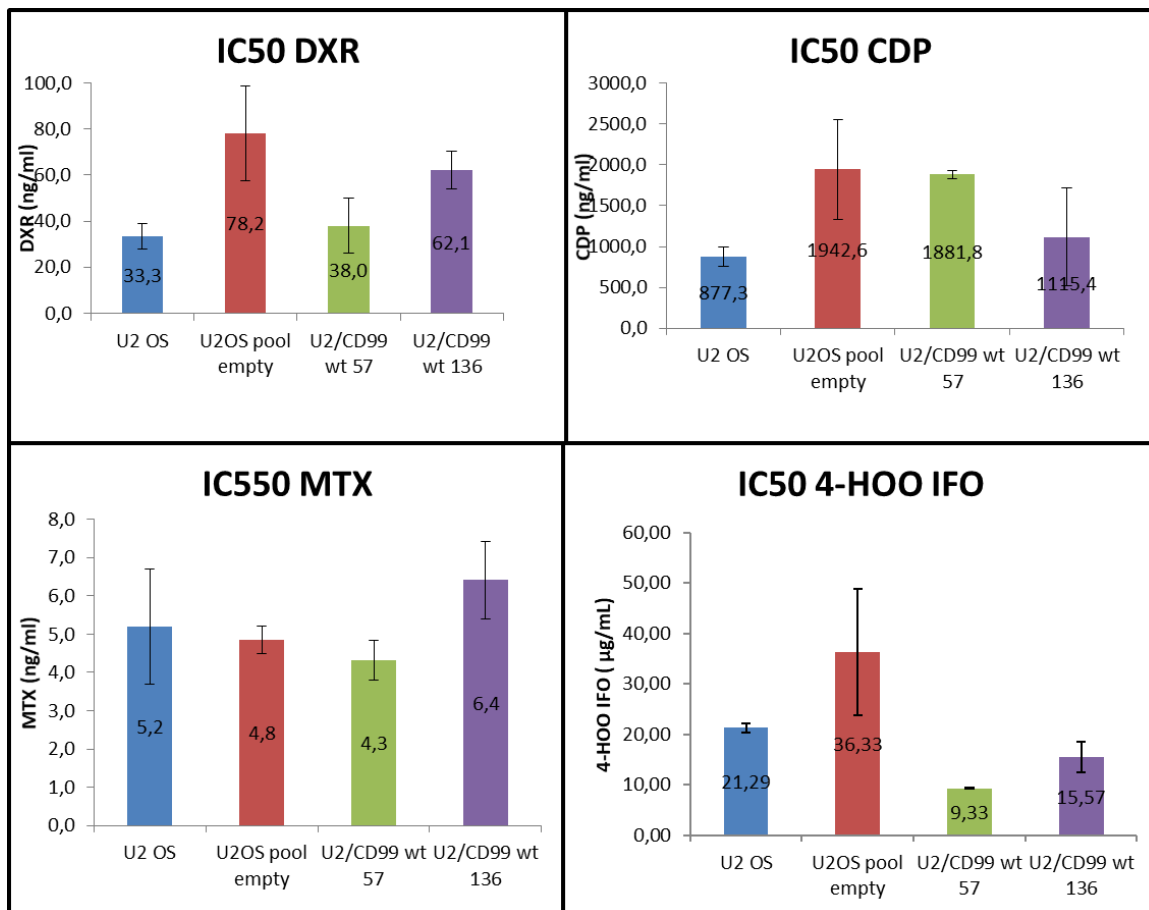 IC50 DXR
DXR (ng/ml)
100,0
80,0
60,0
40,0
20,0
0,0
33,3
78,2
38,0
62,1
U2 OS
U2OS pool
empty
U2/CD99
wt 57
U2/CD99
wt 136
IC50 CDP
CDP (ng/ml)
3000,0
2500,0
2000,0
1500,0
1000,0
500,0
0,0
877,3
1942,6
1881,8
1115,4
U2 OS
U2OS pool
empty
U2/CD99 wt
57
U2/CD99 wt
136
IC550 MTX
MTX (ng/ml)
8,0
7,0
6,0
5,0
4,0
3,0
2,0
1,0
0,0
5,2
4,8
4,3
6,4
U2 OS
U2OS pool
empty
U2/CD99 wt
57
U2/CD99 wt
136
IC50 4-HOO IFO
4-HOO IFO ( µg/mL)
60,00
50,00
40,00
30,00
20,00
10,00
0,00
21,29
36,33
9,33
15,57
U2 OS
U2OS pool
empty
U2/CD99 wt
57
U2/CD99 wt
136